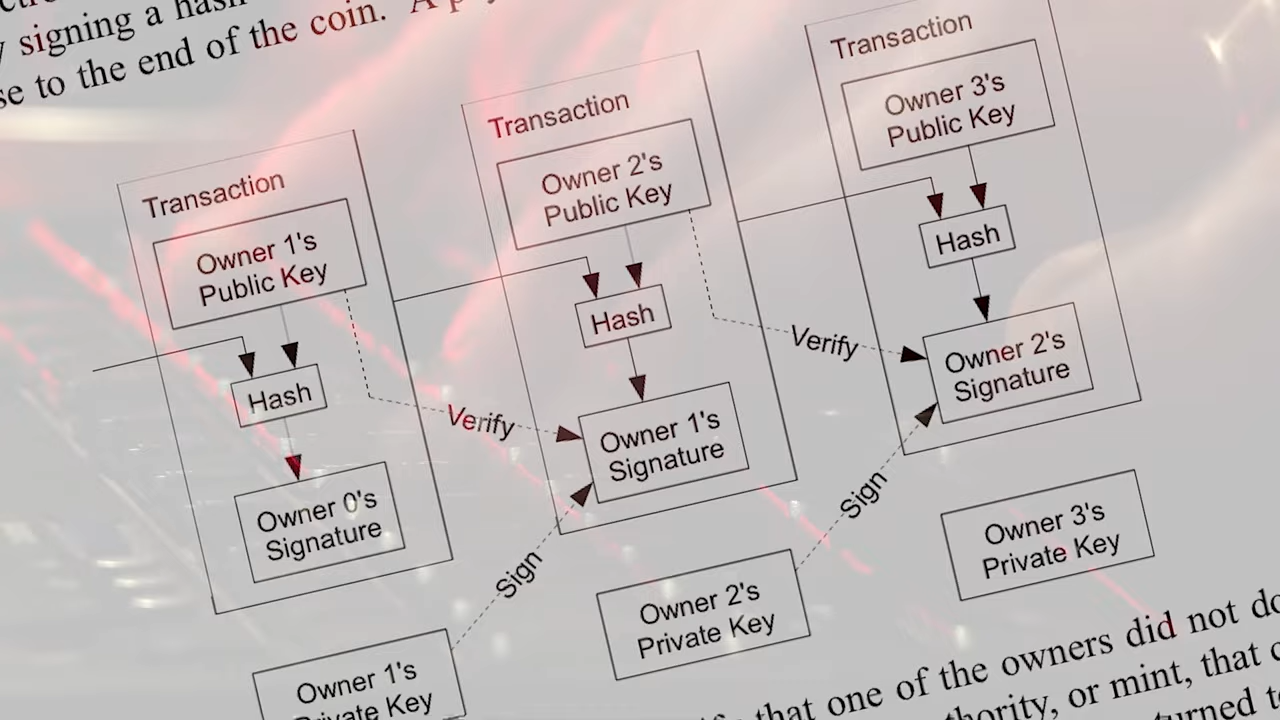 signing a hash
to the end of the coin. A
Transaction
Owner 1's
Public Key
Hash
Owner 0's
Signature
Transaction
Owner 2's
Public Key
Hash
Verify
Owner 1's
Signature
Sign
Owner 1's
Private Key
Transaction
Owner 3's
Public Key
Hash
Verify
Owner 2's
Signature
Sign
Owner 2's
Private Key
Owner 3's
Private Key
that one of the owners did not
or mint, that